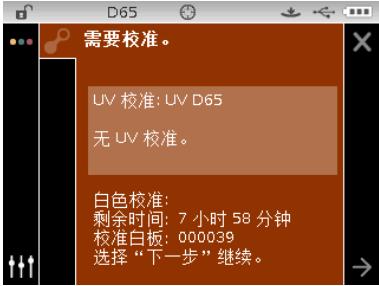 D65
需要校准。
UV 校准: UV D65
无 UV 校准。
白色校准:
剩余时间: 7 小时 58 分钟
校准白板: 000039
选择“下一步”继续。